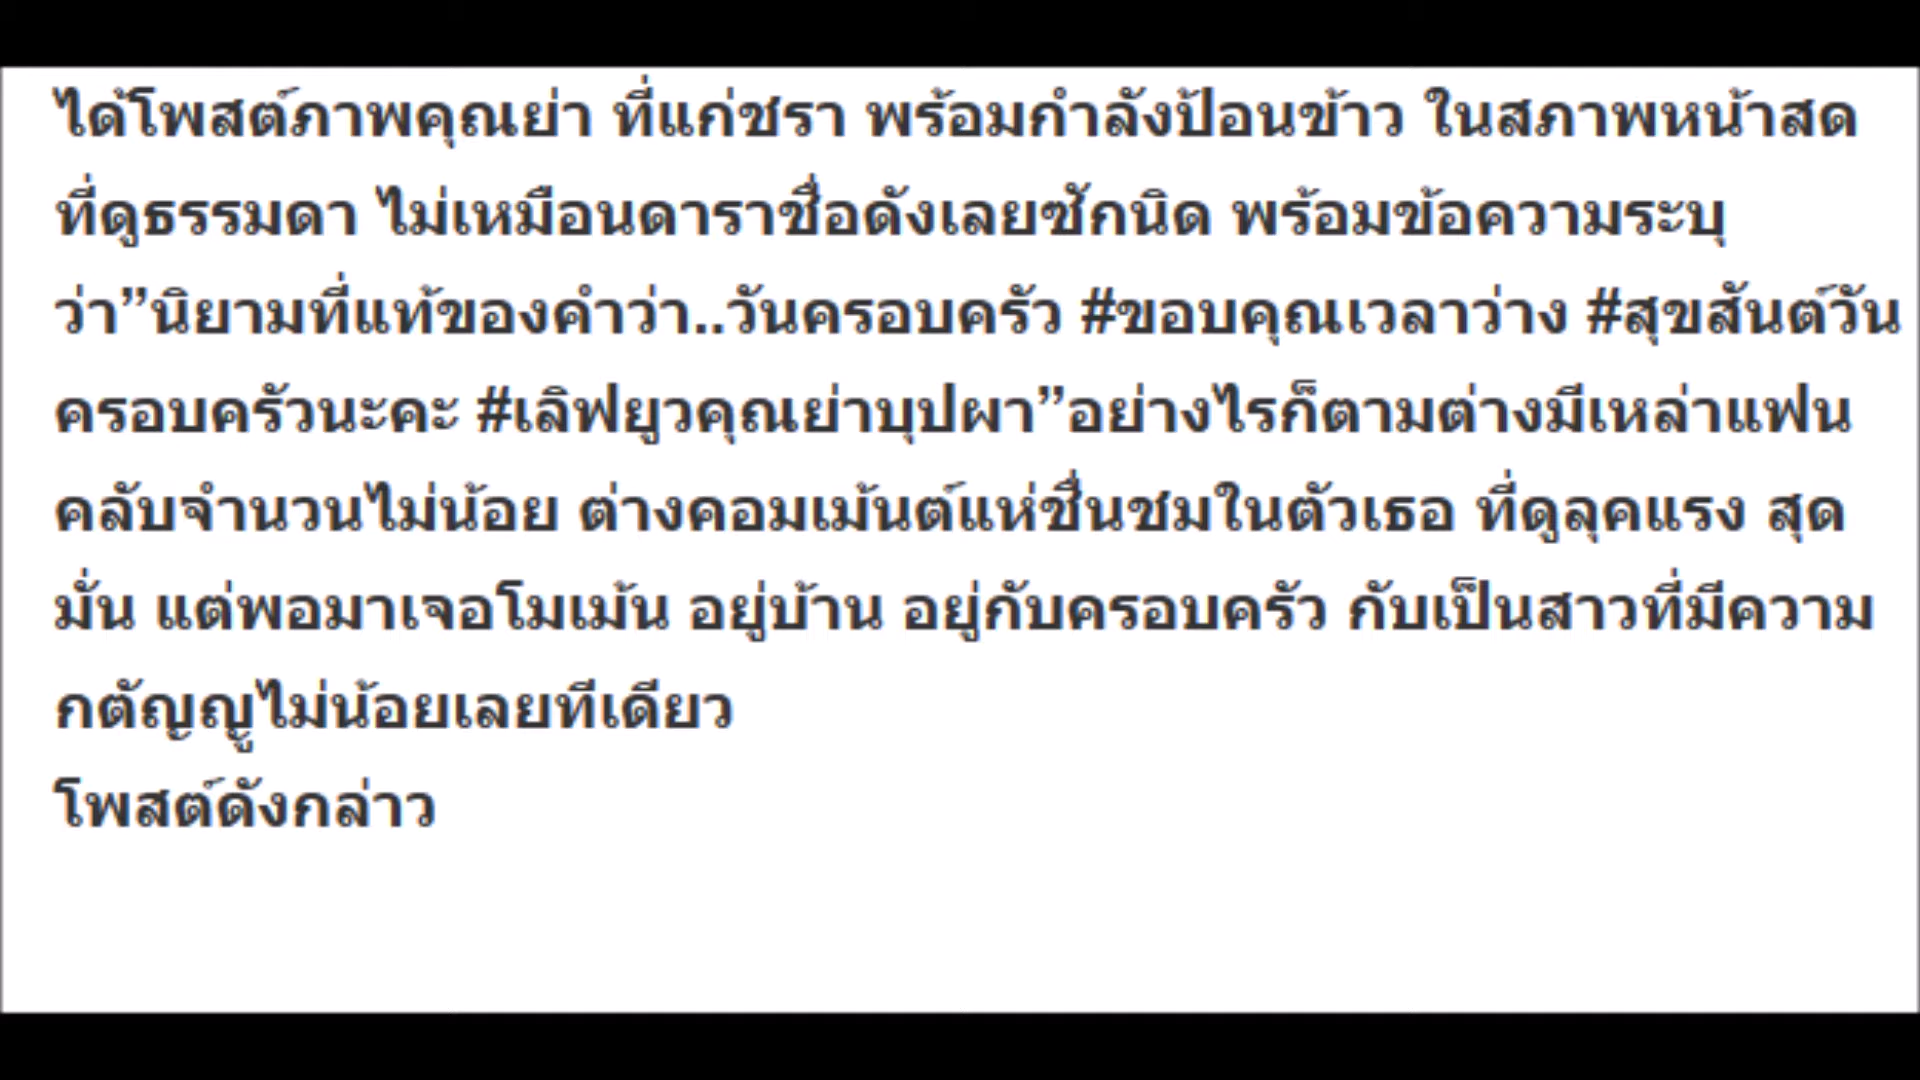 ได้โพสต์ภาพคุณย่า ที่แก่ชรา พร้อมกำลังป้อนข้าว ในสภาพหน้าสด
ที่ดูธรรมดา ไม่เหมือนดาราชื่อดังเลยซักนิด พร้อมข้อความระบุ
ว่า”นิยามที่แท้ของคำว่า..วันครอบครัว #ขอบคุณเวลาว่าง #สุขสันต์วัน
ครอบครัวนะคะ #เลิฟยูวคุณย่าบุปผา”อย่างไรก็ตามต่างมีเหล่าแฟน
คลับจำนวนไม่น้อย ต่างคอมเม้นต์แห่ชื่นชมในตัวเธอ ที่ดูลุคแรง สุด
มั่น แต่พอมาเจอโมเม้น อยู่บ้าน อยู่กับครอบครัว กับเป็นสาวที่มีความ
กตัญญูไม่น้อยเลยทีเดียว
โพสต์ดังกล่าว